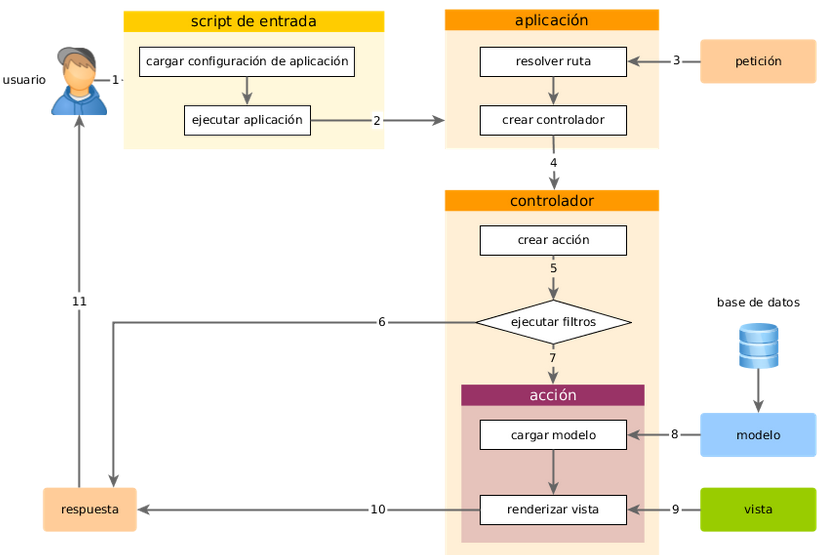 script de entrada
aplicación
usuario
1
cargar configuración de aplicación
resolver ruta
3
petición
ejecutar aplicación
2
crear controlador
4
controlador
crear acción
5
11
6
ejecutar filtros
base de datos
7
acción
cargar modelo
8
modelo
respuesta
10
renderizar vista
9
vista